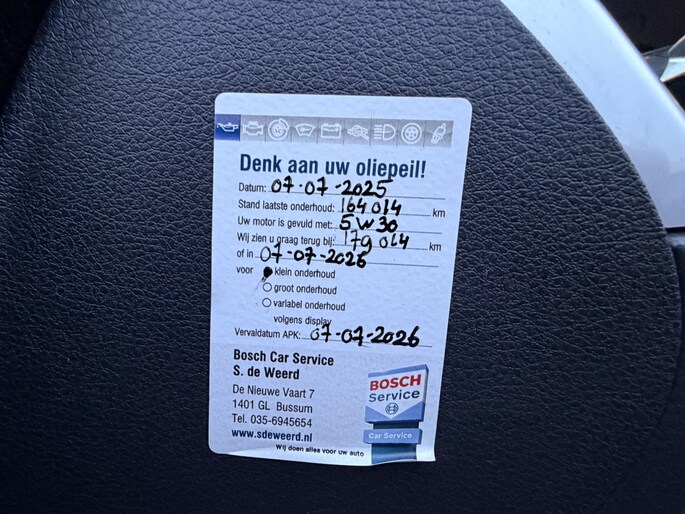 Denk aan uw oliepeil!
Datum: 07-07-2025
Stand laatste onderhoud: 164014 km
Uw motor is gevuld met: 5W30
Wij zien u graag terug bij: 179014 km
of in 07-07-2026
voor klein onderhoud
groot onderhoud
variabel onderhoud
volgens display
Vervaldatum APK: 07-07-2026
Bosch Car Service
S. de Weerd
De Nieuwe Vaart 7
1401 GL Bussum
Tel. 035-6945654
www.sdeweerd.nl
Wij doen alles voor uw auto
BOSCH
Service
Car Service